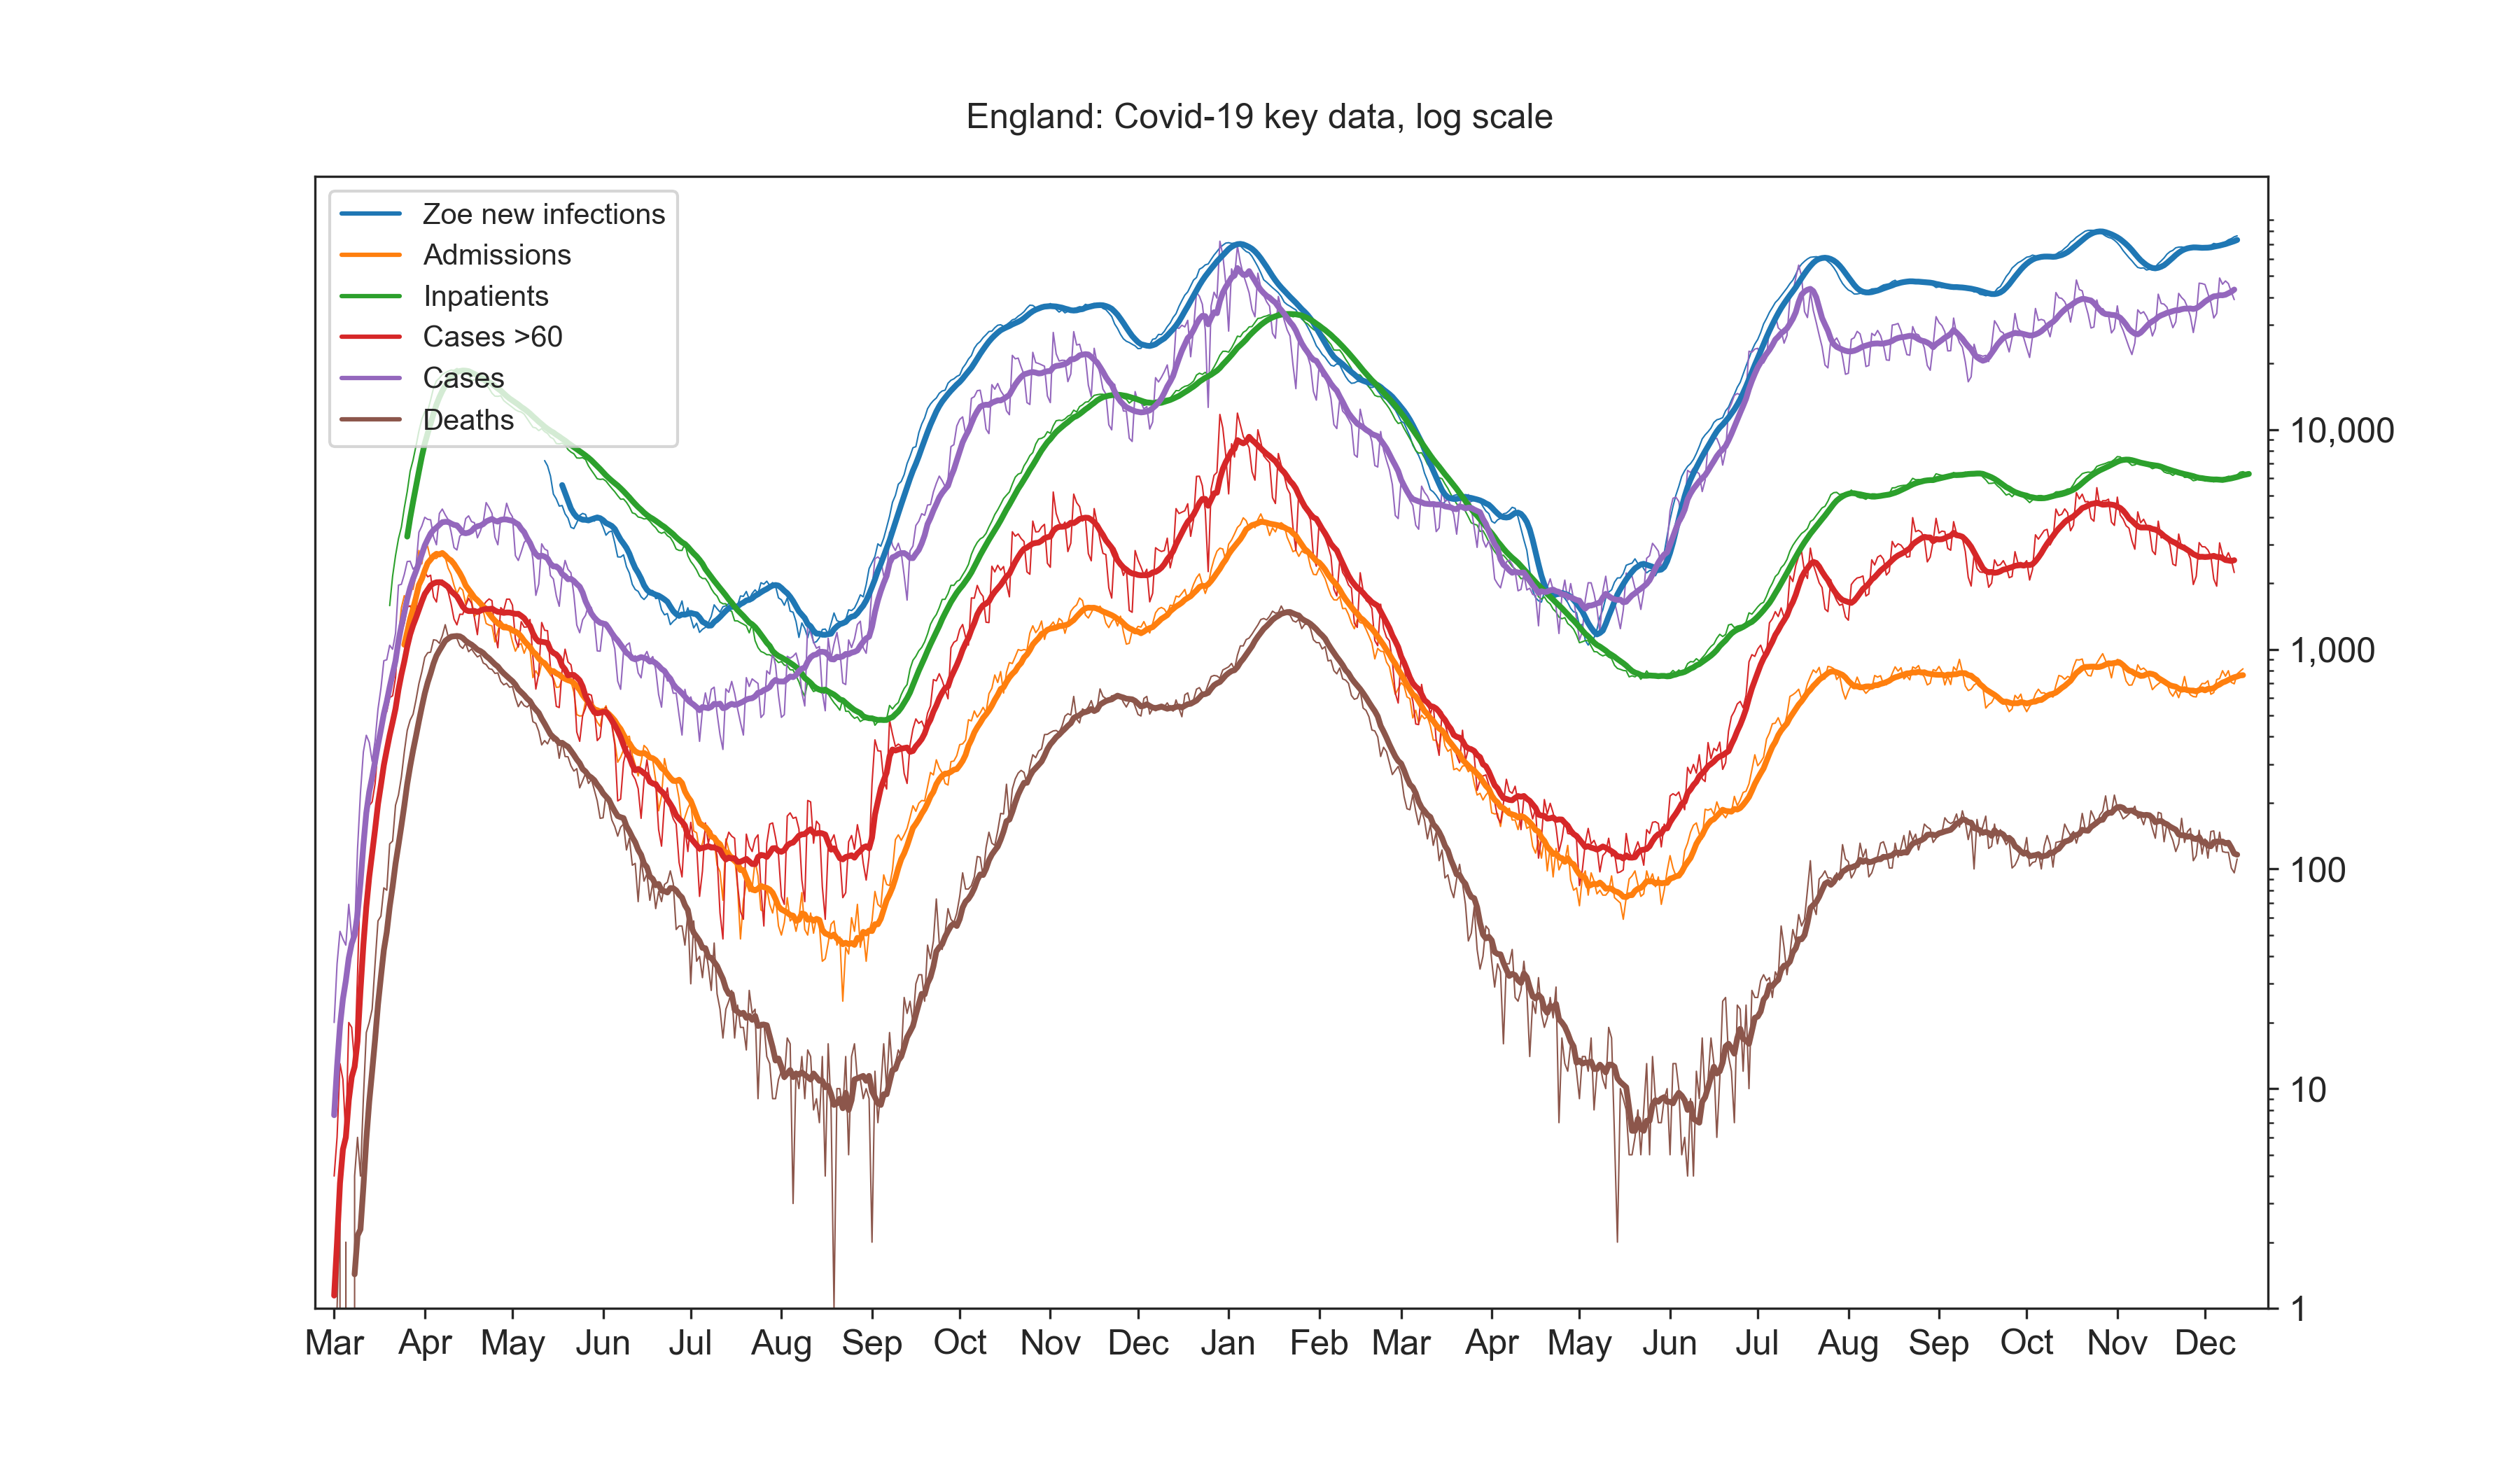 England: Covid-19 key data, log scale
Zoe new infections
Admissions
Inpatients
Cases >60
Cases
Deaths
10,000
1,000
100
10
1
Mar Apr May Jun Jul Aug Sep Oct Nov Dec Jan Feb Mar Apr May Jun Jul Aug Sep Oct Nov Dec